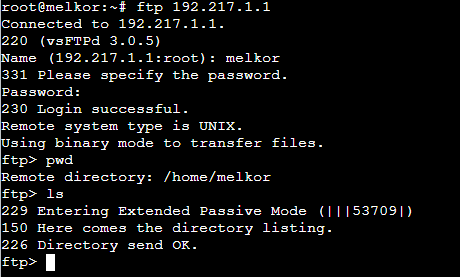 root@melkor:~# ftp 192.217.1.1
Connected to 192.217.1.1.
220 (vsFTPd 3.0.5)
Name (192.217.1.1:root): melkor
331 Please specify the password.
Password:
230 Login successful.
Remote system type is UNIX.
Using binary mode to transfer files.
ftp> pwd
Remote directory: /home/melkor
ftp> ls
229 Entering Extended Passive Mode (|||53709|)
150 Here comes the directory listing.
226 Directory send OK.
ftp>